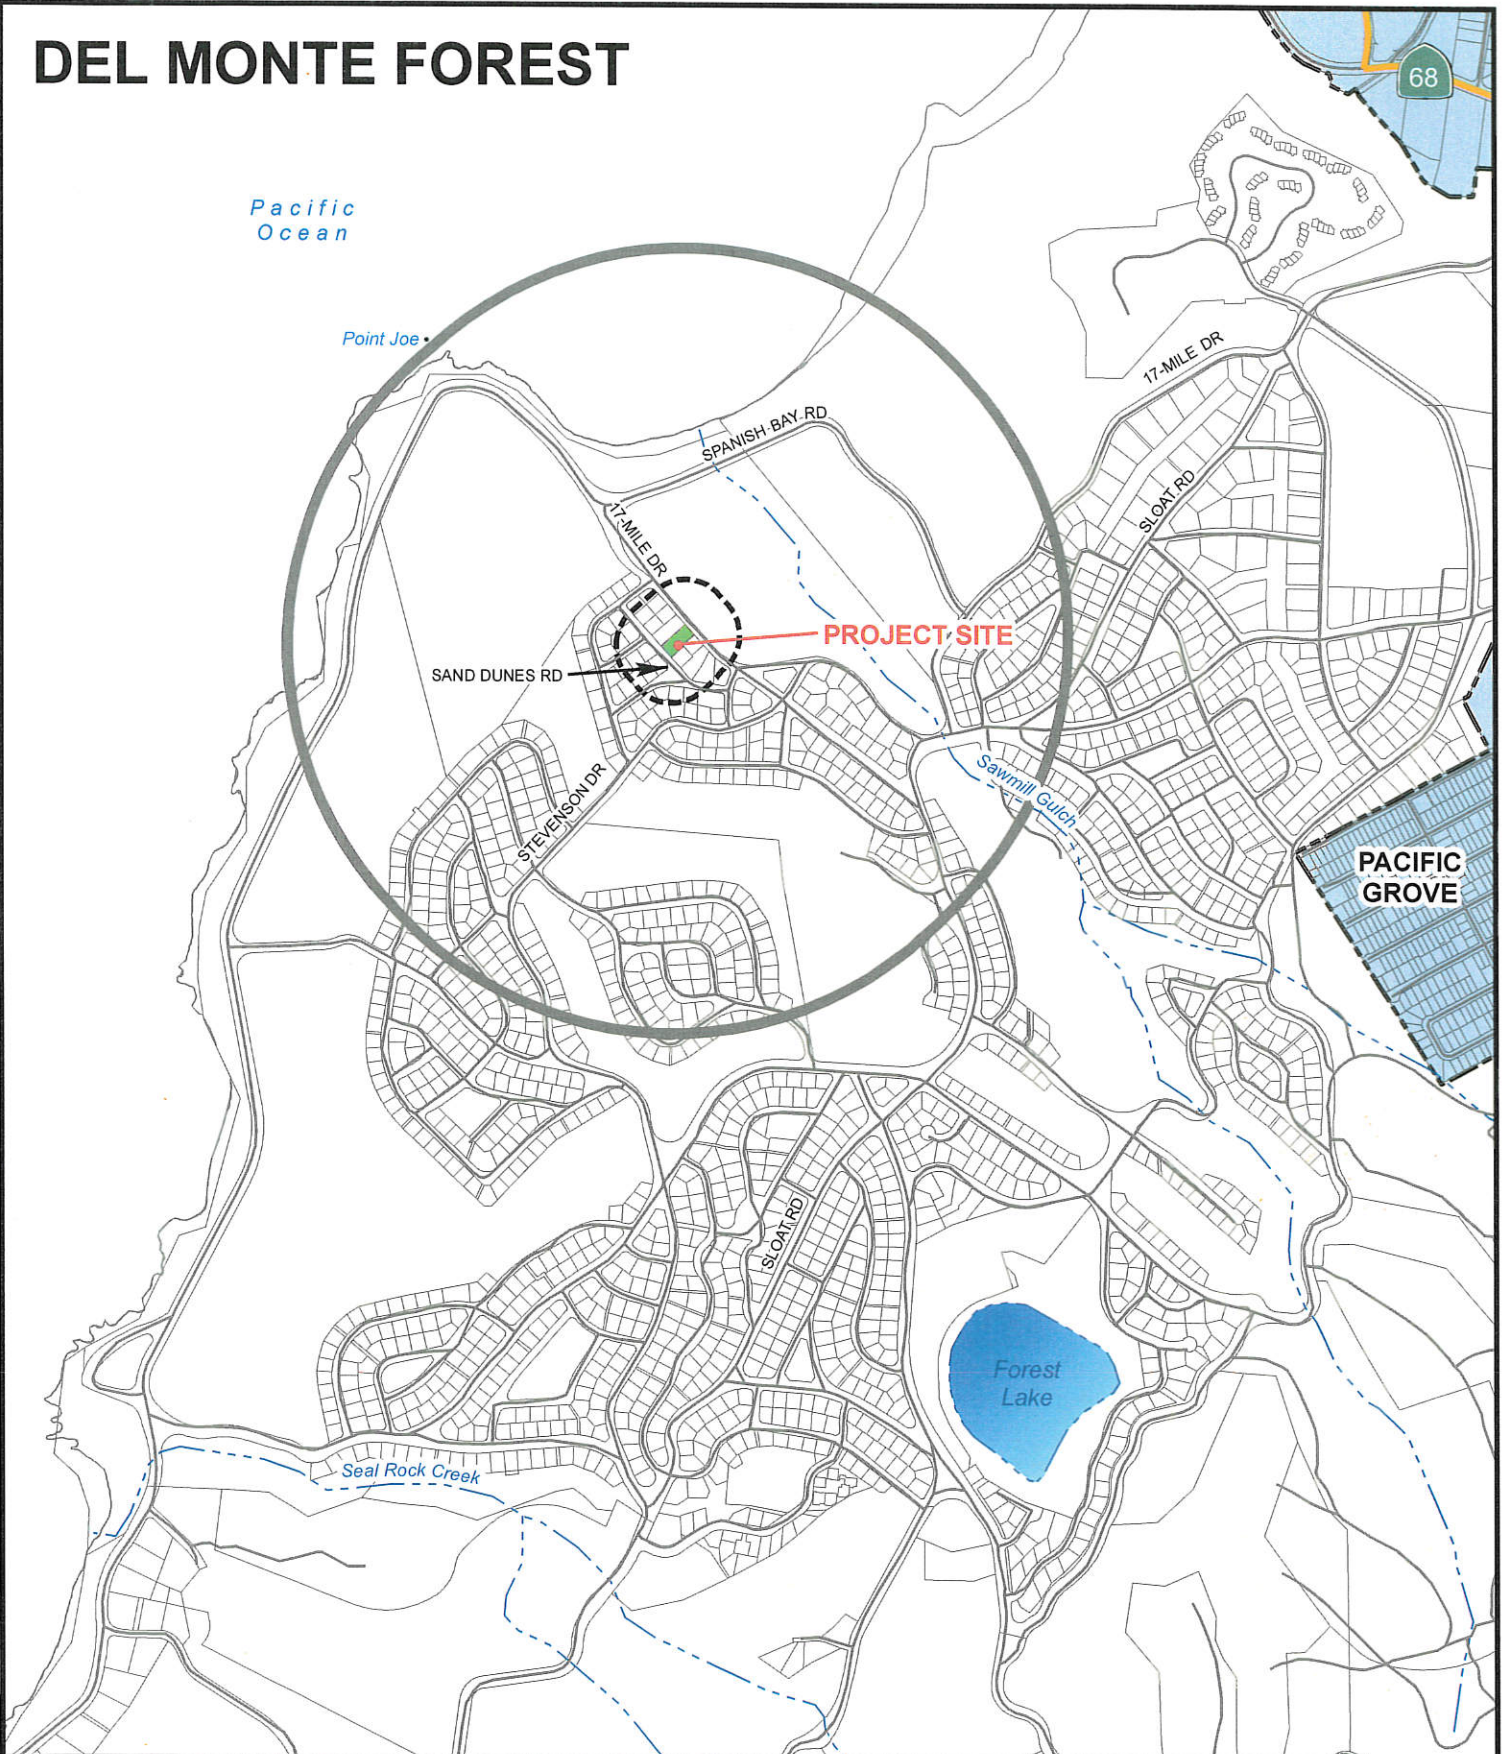 DEL MONTE FOREST
68
Pacific
Ocean
Point Joe
17-MILE DR
SPANISH BAY RD
SLOAT RD
17-MILE DR
PROJECT SITE
SAND DUNES RD
Sawmill Gulch
STEVENSON DR
PACIFIC
GROVE
SLOAT RD
Forest
Lake
Seal Rock Creek